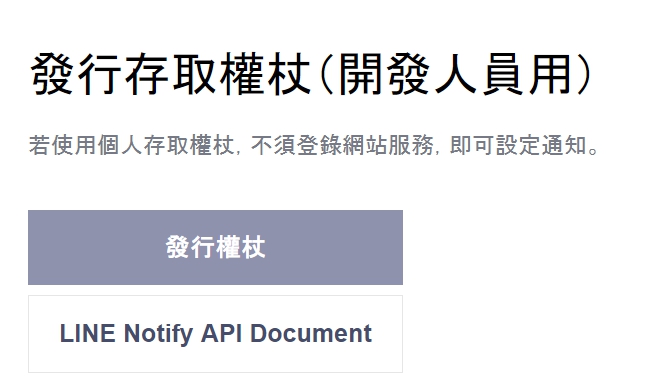 發行存取權杖(開發人員用)
若使用個人存取權杖, 不須登錄網站服務, 即可設定通知。
發行權杖
LINE Notify API Document